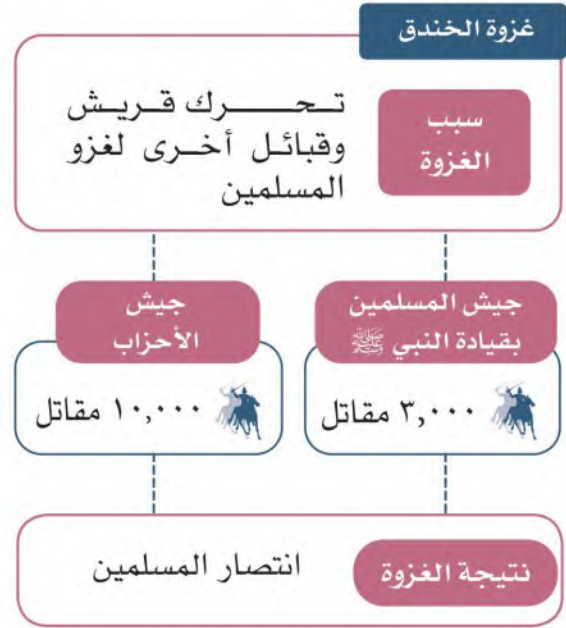 غزوة الخندق
سبب
الغزوة
تحرك قريش
وقبائل أخرى لغزو
المسلمين
جيش المسلمين
بقيادة النبي ﷺ
٣,٠٠٠ مقاتل
جيش
الأحزاب
١٠,٠٠٠ مقاتل
نتيجة الغزوة
انتصار المسلمين